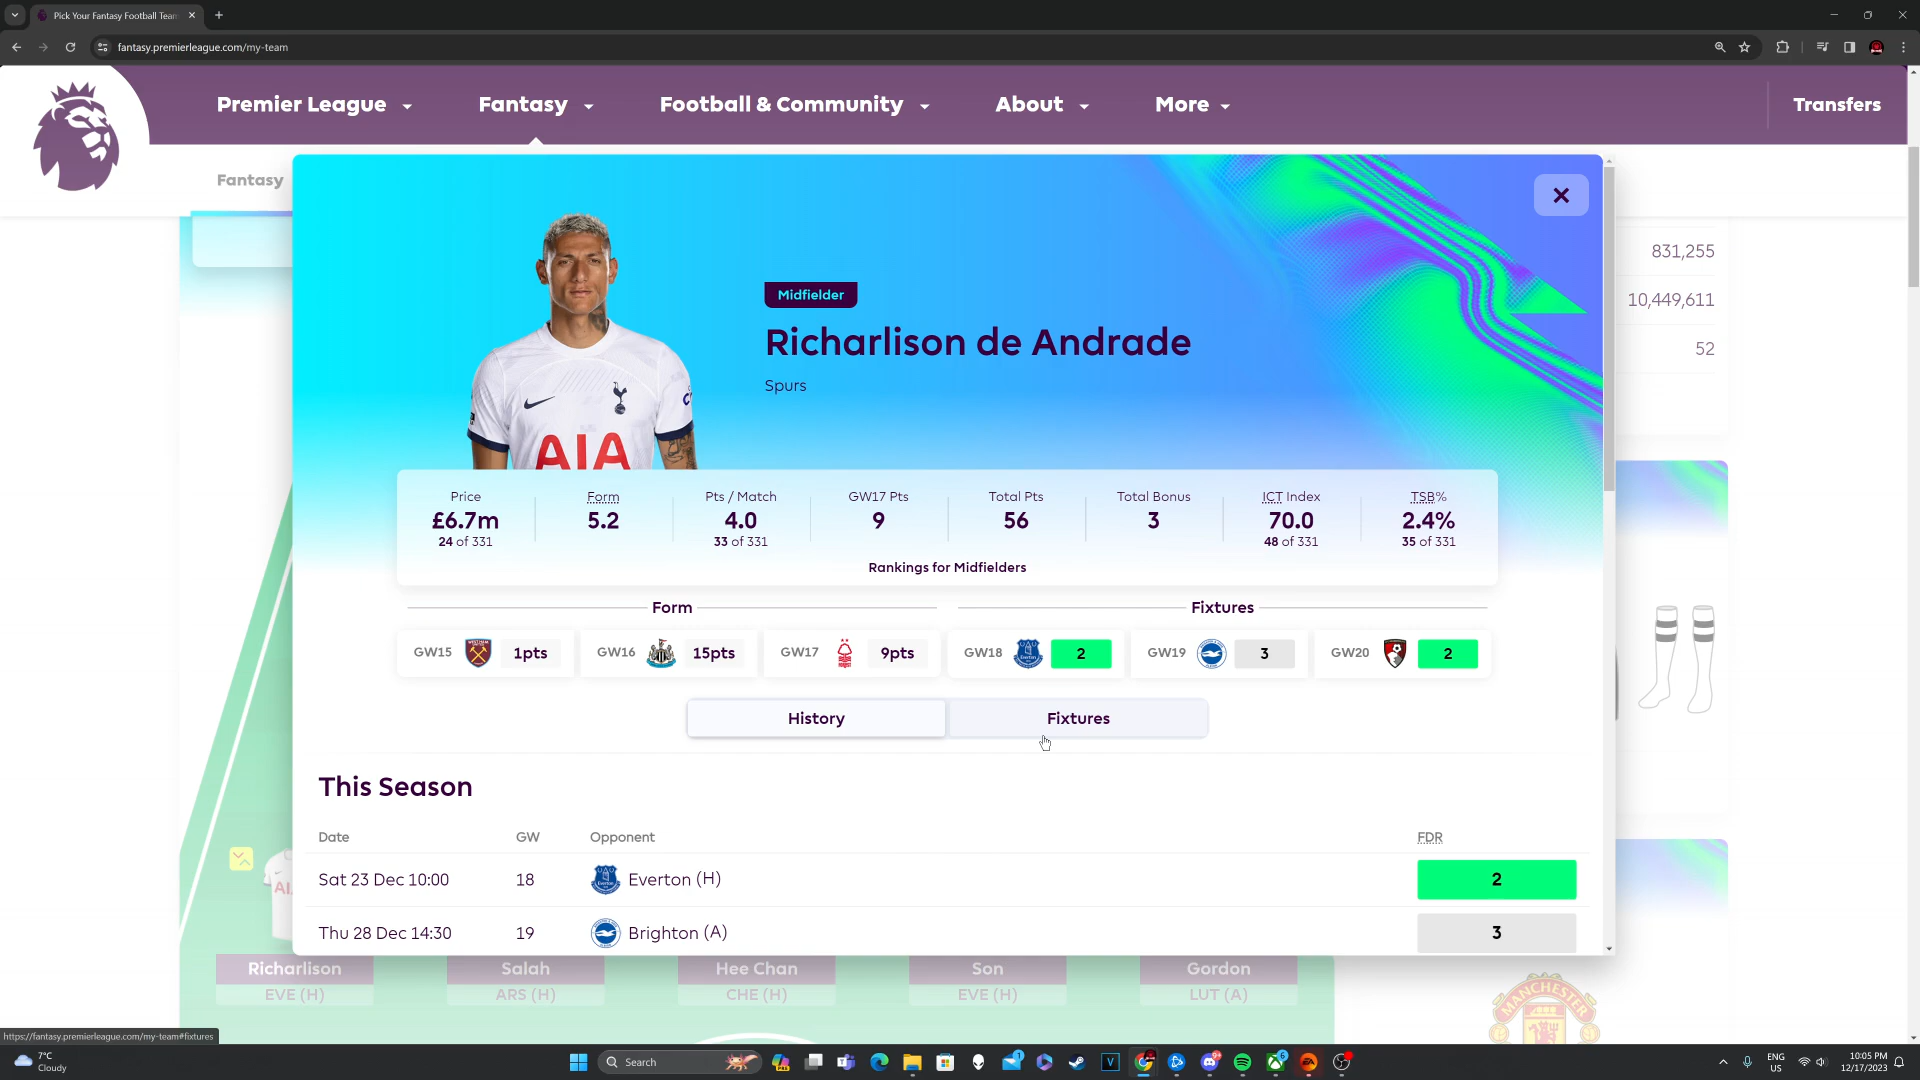 Pick Your Fantasy Football Team
fantasy.premierleague.com/my-team
Premier League
Fantasy
Football & Community
About
More
Transfers
Fantasy
831,255
10,449,611
52
Midfielder
Richarlison de Andrade
Spurs
AIA
Price
£6.7m
24 of 331
Form
5.2
Pts / Match
4.0
33 of 331
GW17 Pts
9
Total Pts
56
Total Bonus
3
ICT Index
70.0
48 of 331
TSB%
2.4%
35 of 331
Rankings for Midfielders
Form
Fixtures
GW15 1pts
GW16 15pts
GW17 9pts
GW18 2
GW19 3
GW20 2
History
Fixtures
This Season
Date GW Opponent FDR
Sat 23 Dec 10:00 18 Everton (H) 2
Thu 28 Dec 14:30 19 Brighton (A) 3
AI
Richarlison
EVE (H)
Salah
ARS (H)
Hee Chan
CHE (H)
Son
EVE (H)
Gordon
LUT (A)
MANCHESTER
https://fantasy.premierleague.com/my-team#fixtures
7°C
Cloudy
Search
ENG
US
10:05 PM
12/17/2023